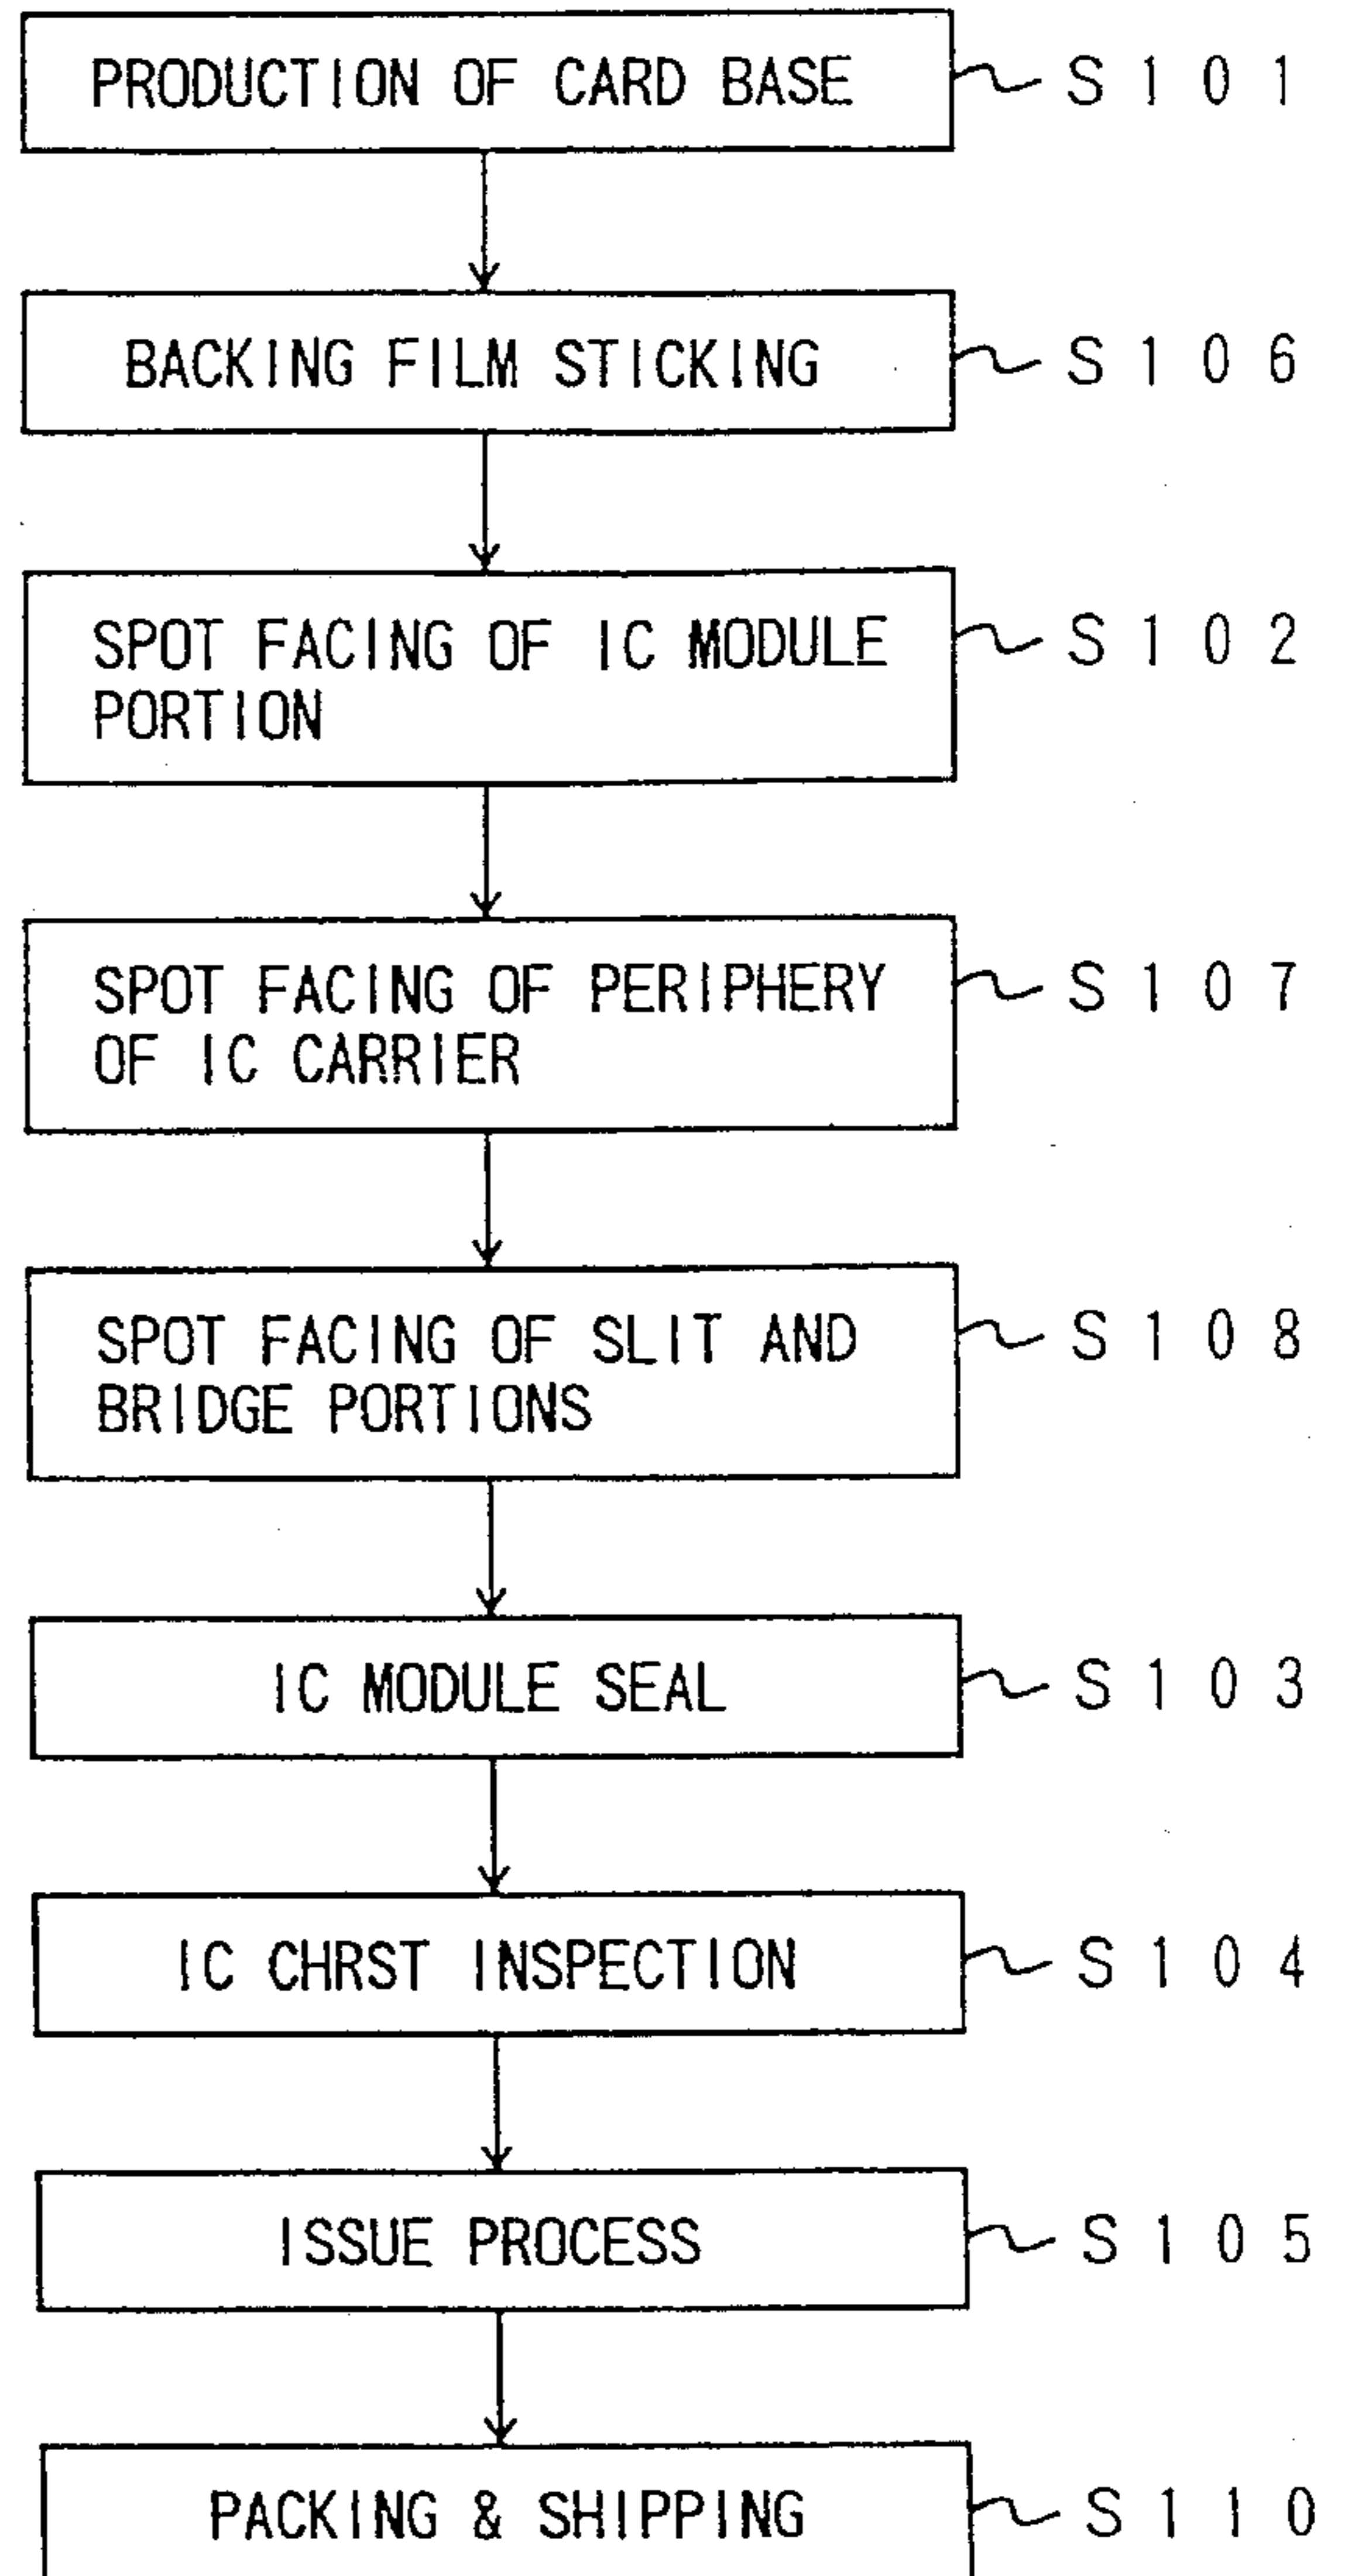 PRODUCTION OF CARD BASE S101
BACKING FILM STICKING S106
SPOT FACING OF IC MODULE S102
PORTION
SPOT FACING OF PERIPHERY S107
OF IC CARRIER
SPOT FACING OF SLIT AND S108
BRIDGE PORTIONS
IC MODULE SEAL S103
IC CHRST INSPECTION S104
ISSUE PROCESS S105
PACKING & SHIPPING S110